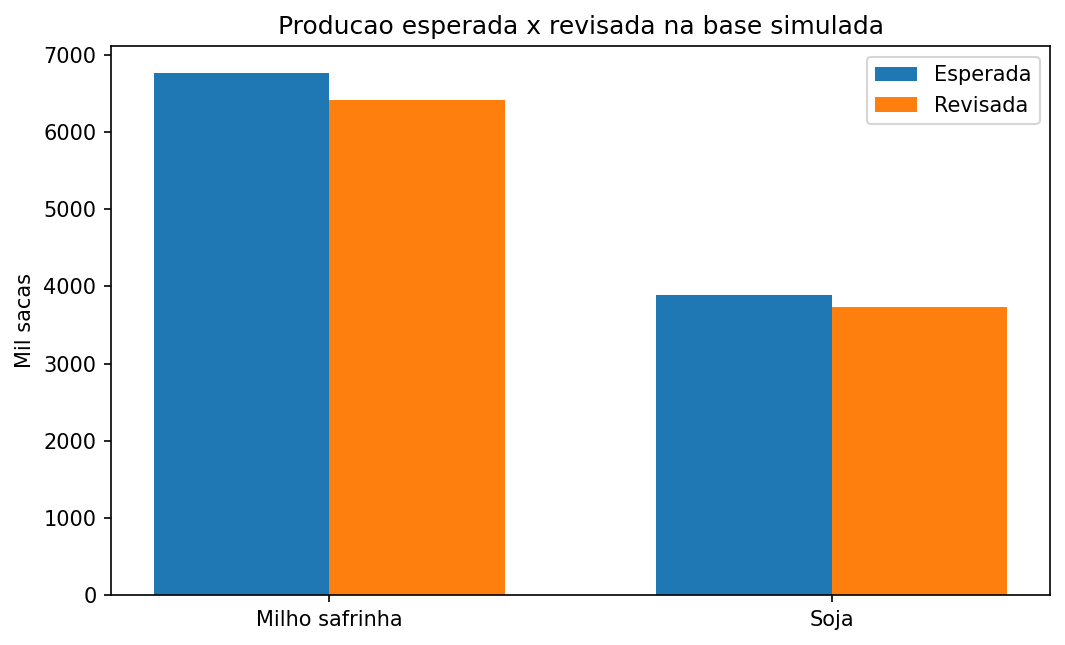 Producao esperada x revisada na base simulada
Esperada
Revisada
Mil sacas
7000
6000
5000
4000
3000
2000
1000
0
Milho safrinha
Soja